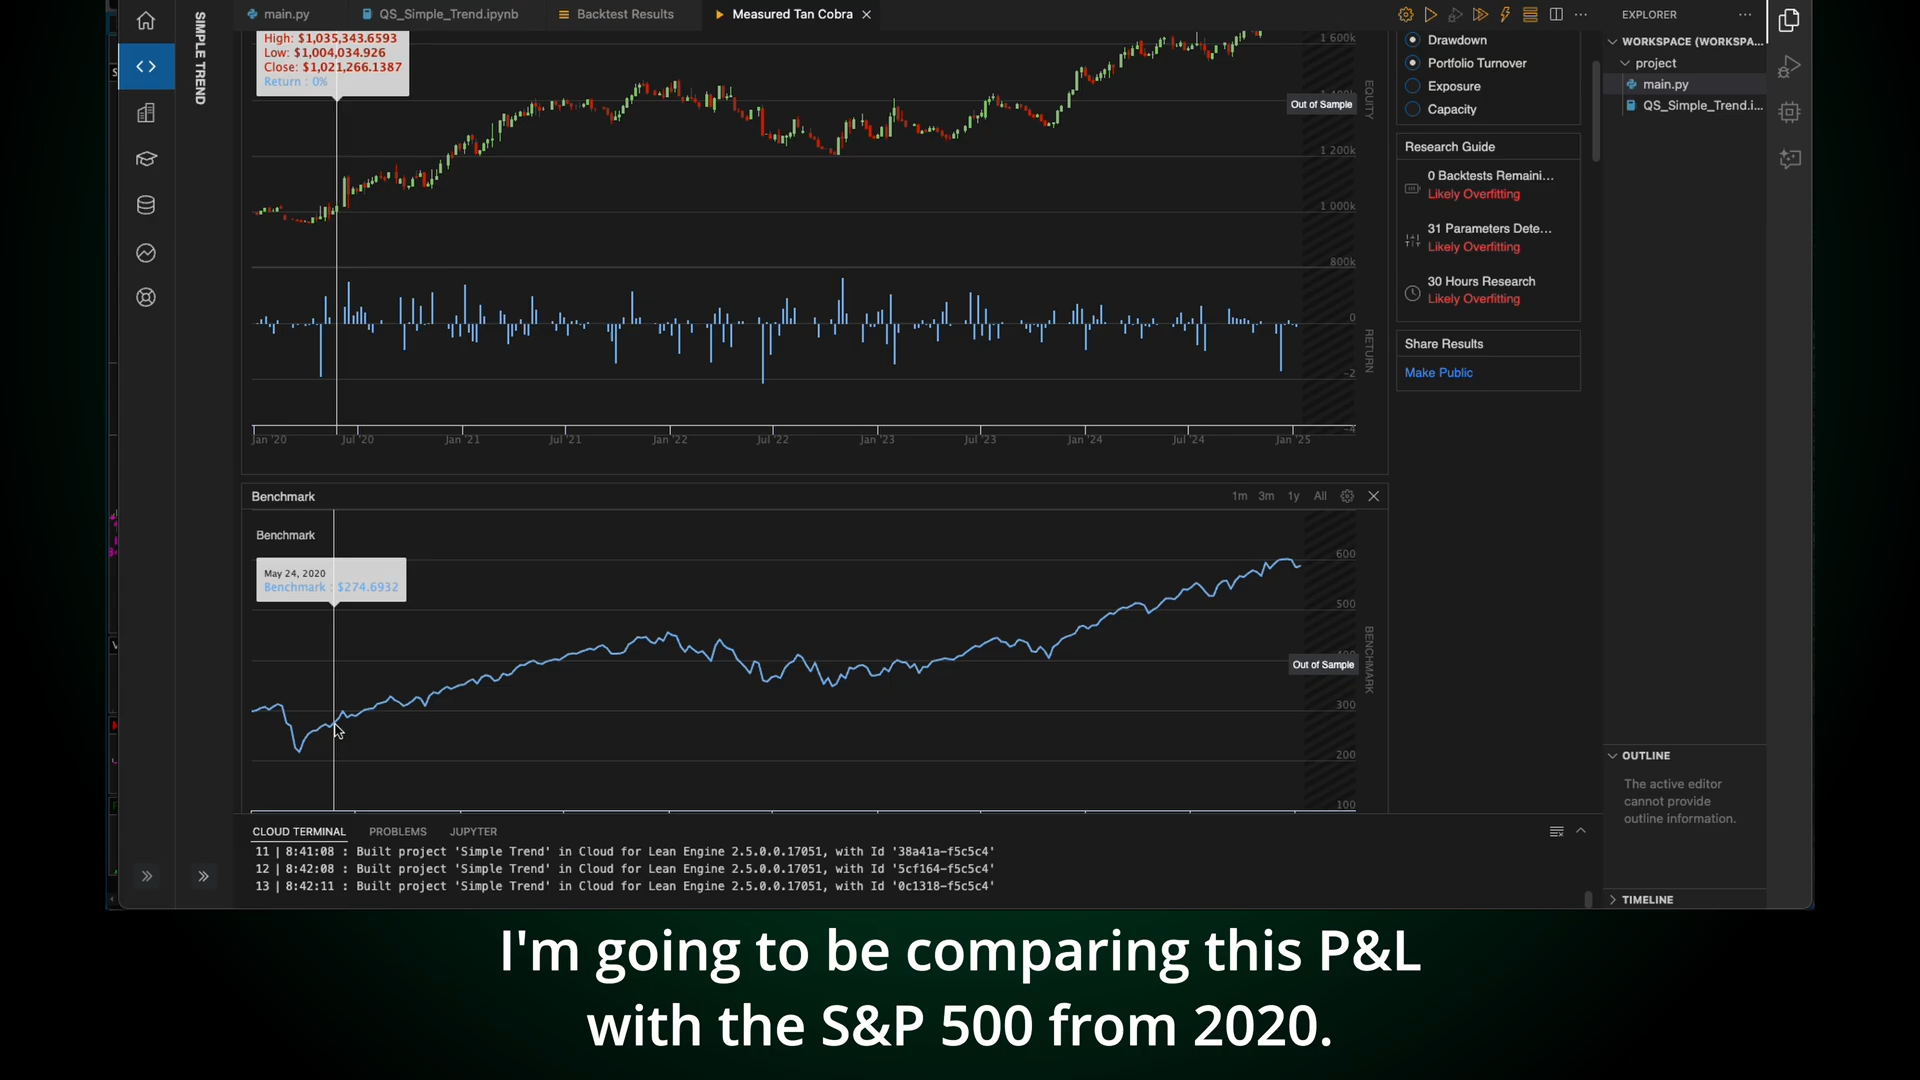 main.py
QS_Simple_Trend.ipynb
Backtest Results
Measured Tan Cobra
SIMPLE TREND
High: $1,035,343.6593
Low: $1,004,034.926
Close: $1,021,266.1387
Return : 0%
1 600k
1 200k
1 000k
800k
0
-2
-4
EQUITY
RETURN
Out of Sample
Jan '20
Jul '20
Jan '21
Jul '21
Jan '22
Jul '22
Jan '23
Jul '23
Jan '24
Jul '24
Jan '25
Drawdown
Portfolio Turnover
Exposure
Capacity
Research Guide
0 Backtests Remaini...
Likely Overfitting
31 Parameters Dete...
Likely Overfitting
30 Hours Research
Likely Overfitting
Share Results
Make Public
EXPLORER
WORKSPACE (WORKSPA...
project
main.py
QS_Simple_Trend.i...
Benchmark
1m 3m 1y All
Benchmark
May 24, 2020
Benchmark : $274.6932
600
500
300
200
100
BENCHMARK
Out of Sample
OUTLINE
The active editor
cannot provide
outline information.
TIMELINE
CLOUD TERMINAL
PROBLEMS
JUPYTER
11 | 8:41:08 : Built project 'Simple Trend' in Cloud for Lean Engine 2.5.0.0.17051, with Id '38a41a-f5c5c4'
12 | 8:42:08 : Built project 'Simple Trend' in Cloud for Lean Engine 2.5.0.0.17051, with Id '5cf164-f5c5c4'
13 | 8:42:11 : Built project 'Simple Trend' in Cloud for Lean Engine 2.5.0.0.17051, with Id '0c1318-f5c5c4'
I'm going to be comparing this P&L
with the S&P 500 from 2020.